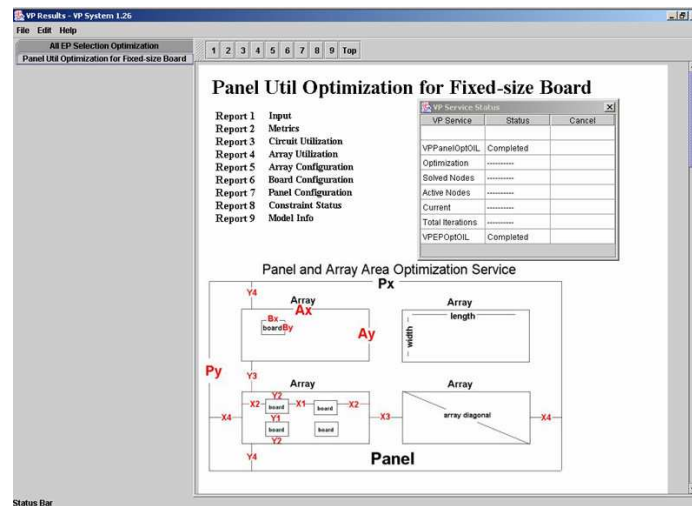 VP Results - VP System 1.26
File Edit Help
All EP Selection Optimization
Panel Util Optimization for Fixed-size Board
1 2 3 4 5 6 7 8 9 Top
Panel Util Optimization for Fixed-size Board
Report 1 Input
Report 2 Metrics
Report 3 Circuit Utilization
Report 4 Array Utilization
Report 5 Array Configuration
Report 6 Board Configuration
Report 7 Panel Configuration
Report 8 Constraint Status
Report 9 Model Info
VP Service Status
VP Service Status Cancel
VPPanelOptOIL Completed
Optimization ----------
Solved Nodes ----------
Active Nodes ----------
Current ----------
Total Iterations ----------
VPEPOptOIL Completed
Panel and Array Area Optimization Service
Px
Y4
Array
Ax
Bx
board By
Ay
Array
length
width
Py
Y3
Array
Array
Y2
X2 board X1 board X2
X4
Y1
X3
array diagonal
X4
board board
Y2
Y4
Panel
Status Bar